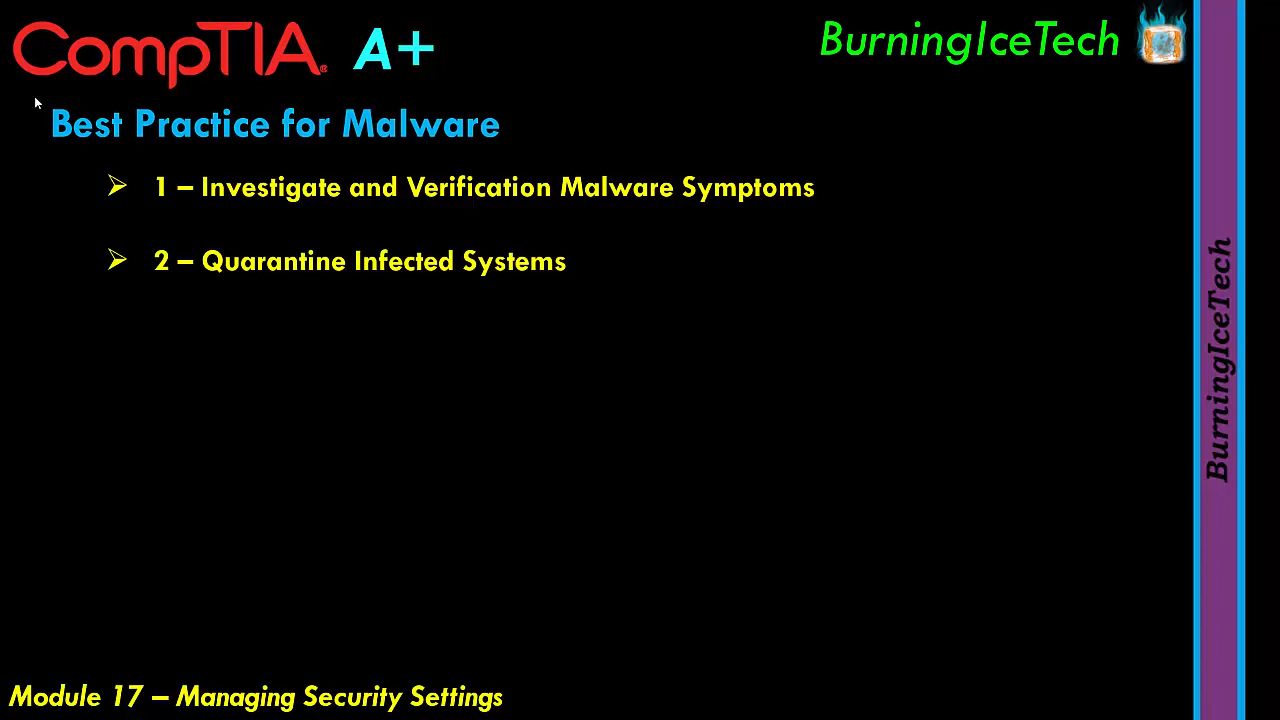 CompTIA® A+
BurningIceTech
Best Practice for Malware
➢ 1 – Investigate and Verification Malware Symptoms
➢ 2 – Quarantine Infected Systems
BurningIceTech
Module 17 – Managing Security Settings